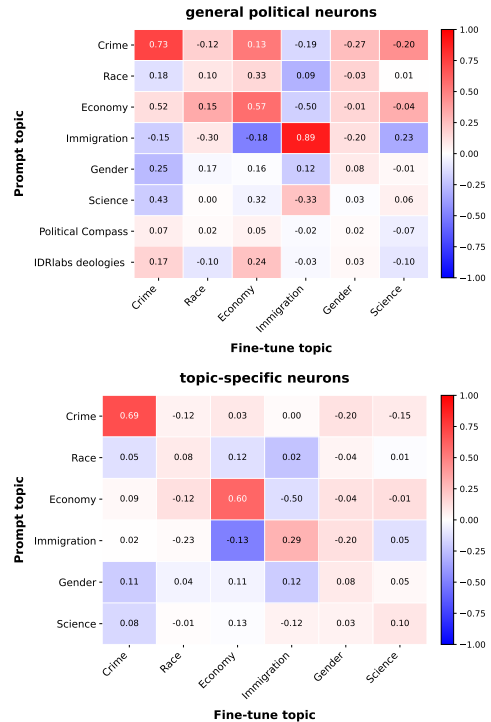 general political neurons
Prompt topic
Crime 0.73 -0.12 0.13 -0.19 -0.27 -0.20
Race 0.18 0.10 0.33 0.09 -0.03 0.01
Economy 0.52 0.15 0.57 -0.50 -0.01 -0.04
Immigration -0.15 -0.30 -0.18 0.89 -0.20 0.23
Gender 0.25 0.17 0.16 0.12 0.08 -0.01
Science 0.43 0.00 0.32 -0.33 0.03 0.06
Political Compass 0.07 0.02 0.05 -0.02 0.02 -0.07
IDRlabs deologies 0.17 -0.10 0.24 -0.03 0.03 -0.10
Crime Race Economy Immigration Gender Science
Fine-tune topic
1.00
0.75
0.50
0.25
0.00
−0.25
−0.50
−0.75
−1.00
topic-specific neurons
Prompt topic
Crime 0.69 -0.12 0.03 0.00 -0.20 -0.15
Race 0.05 0.08 0.12 0.02 -0.04 0.01
Economy 0.09 -0.12 0.60 -0.50 -0.04 -0.01
Immigration 0.02 -0.23 -0.13 0.29 -0.20 0.05
Gender 0.11 0.04 0.11 0.12 0.08 0.05
Science 0.08 -0.01 0.13 -0.12 0.03 0.10
Crime Race Economy Immigration Gender Science
Fine-tune topic
1.00
0.75
0.50
0.25
0.00
−0.25
−0.50
−0.75
−1.00